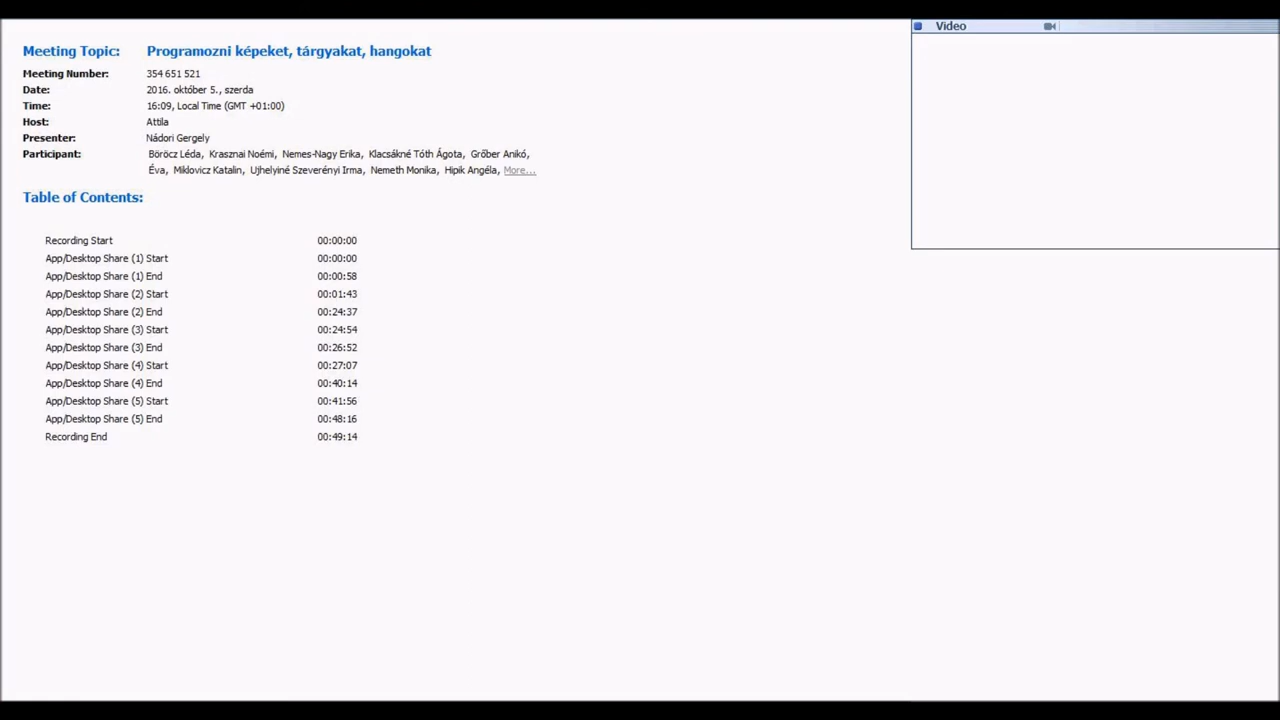 Video
Meeting Topic: Programozni képeket, tárgyakat, hangokat
Meeting Number: 354 651 521
Date: 2016. október 5., szerda
Time: 16:09, Local Time (GMT +01:00)
Host: Attila
Presenter: Nádori Gergely
Participant: Böröcz Léda, Krasznai Noémi, Nemes-Nagy Erika, Klacsákné Tóth Ágota, Grőber Anikó,
Éva, Miklovicz Katalin, Ujhelyiné Szeverényi Irma, Nemeth Monika, Hipik Angéla, More...
Table of Contents:
Recording Start 00:00:00
App/Desktop Share (1) Start 00:00:00
App/Desktop Share (1) End 00:00:58
App/Desktop Share (2) Start 00:01:43
App/Desktop Share (2) End 00:24:37
App/Desktop Share (3) Start 00:24:54
App/Desktop Share (3) End 00:26:52
App/Desktop Share (4) Start 00:27:07
App/Desktop Share (4) End 00:40:14
App/Desktop Share (5) Start 00:41:56
App/Desktop Share (5) End 00:48:16
Recording End 00:49:14